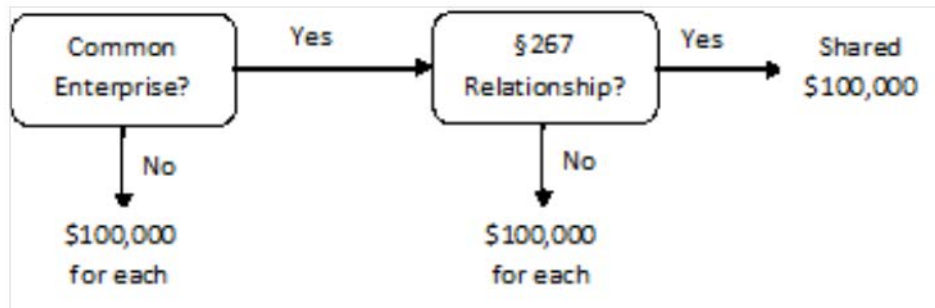 Common
Enterprise?
Yes
§267
Relationship?
Yes
Shared
$100,000
No
No
$100,000
for each
$100,000
for each